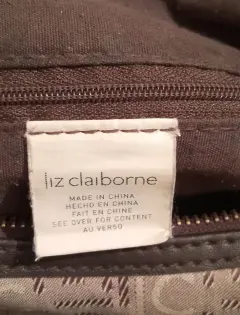 liz claiborne
MADE IN CHINA
HECHO EN CHINA
FAIT EN CHINE
SEE OVER FOR CONTENT
AU VERSO